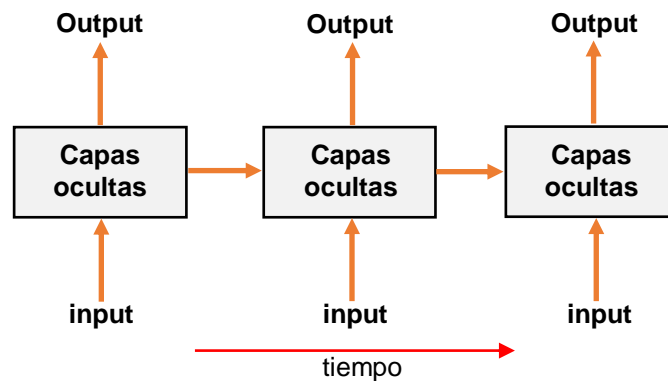 Output Output Output
Capas Capas Capas
ocultas ocultas ocultas
input input input
tiempo